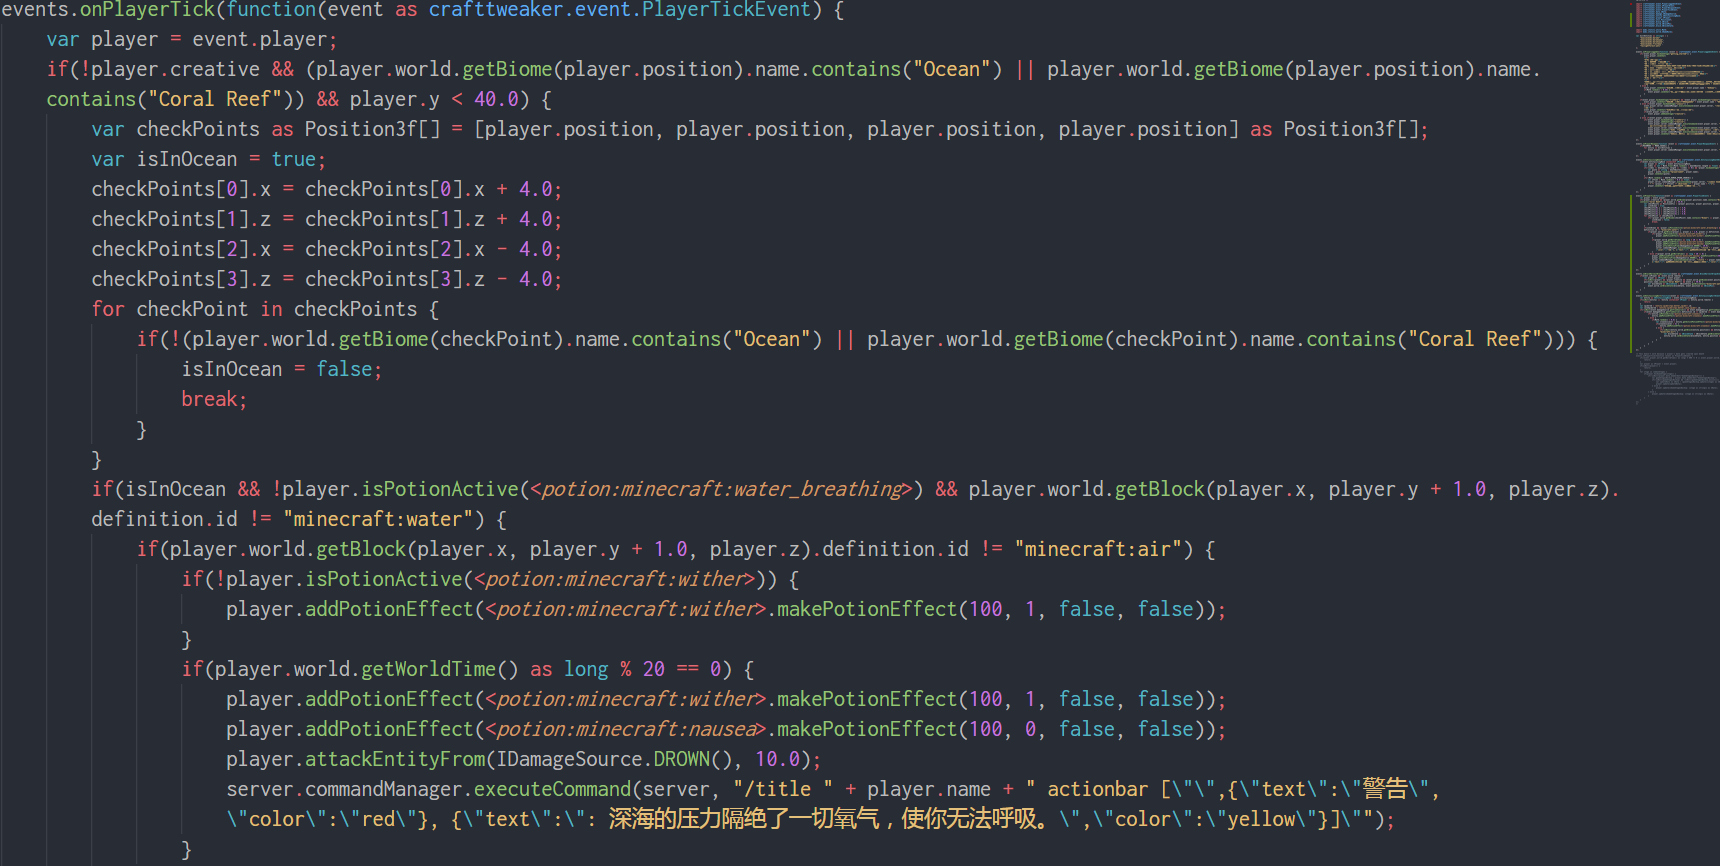 events.onPlayerTick(function(event as crafttweaker.event.PlayerTickEvent) {
var player = event.player;
if(!player.creative && (player.world.getBiome(player.position).name.contains("Ocean") || player.world.getBiome(player.position).name.
contains("Coral Reef")) && player.y < 40.0) {
var checkPoints as Position3f[] = [player.position, player.position, player.position, player.position] as Position3f[];
var isInOcean = true;
checkPoints[0].x = checkPoints[0].x + 4.0;
checkPoints[1].z = checkPoints[1].z + 4.0;
checkPoints[2].x = checkPoints[2].x - 4.0;
checkPoints[3].z = checkPoints[3].z - 4.0;
for checkPoint in checkPoints {
if(!(player.world.getBiome(checkPoint).name.contains("Ocean") || player.world.getBiome(checkPoint).name.contains("Coral Reef"))) {
isInOcean = false;
break;
}
}
if(isInOcean && !player.isPotionActive(<potion:minecraft:water_breathing>) && player.world.getBlock(player.x, player.y + 1.0, player.z).
definition.id != "minecraft:water") {
if(player.world.getBlock(player.x, player.y + 1.0, player.z).definition.id != "minecraft:air") {
if(!player.isPotionActive(<potion:minecraft:wither>)) {
player.addPotionEffect(<potion:minecraft:wither>.makePotionEffect(100, 1, false, false));
}
if(player.world.getWorldTime() as long % 20 == 0) {
player.addPotionEffect(<potion:minecraft:wither>.makePotionEffect(100, 1, false, false));
player.addPotionEffect(<potion:minecraft:nausea>.makePotionEffect(100, 0, false, false));
player.attackEntityFrom(IDamageSource.DROWN(), 10.0);
server.commandManager.executeCommand(server, "/title " + player.name + " actionbar [\"\",{\"text\":\"警告\",
\"color\":\"red\"}, {\"text\":\": 深海的压力隔绝了一切氧气，使你无法呼吸。\",\"color\":\"yellow\"}]\"");
}